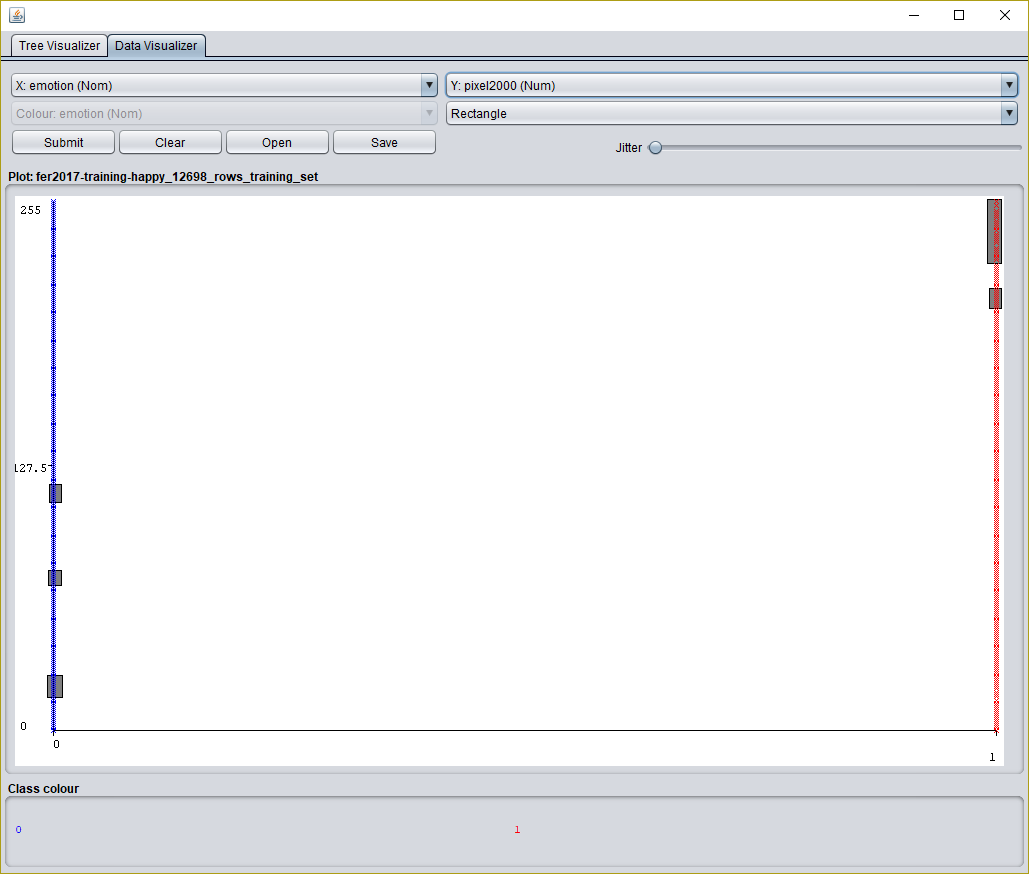 Tree Visualizer Data Visualizer
X: emotion (Nom) Y: pixel2000 (Num)
Colour: emotion (Nom) Rectangle
Submit Clear Open Save Jitter
Plot: fer2017-training-happy_12698_rows_training_set
255
127.5
0
0 1
Class colour
0 1